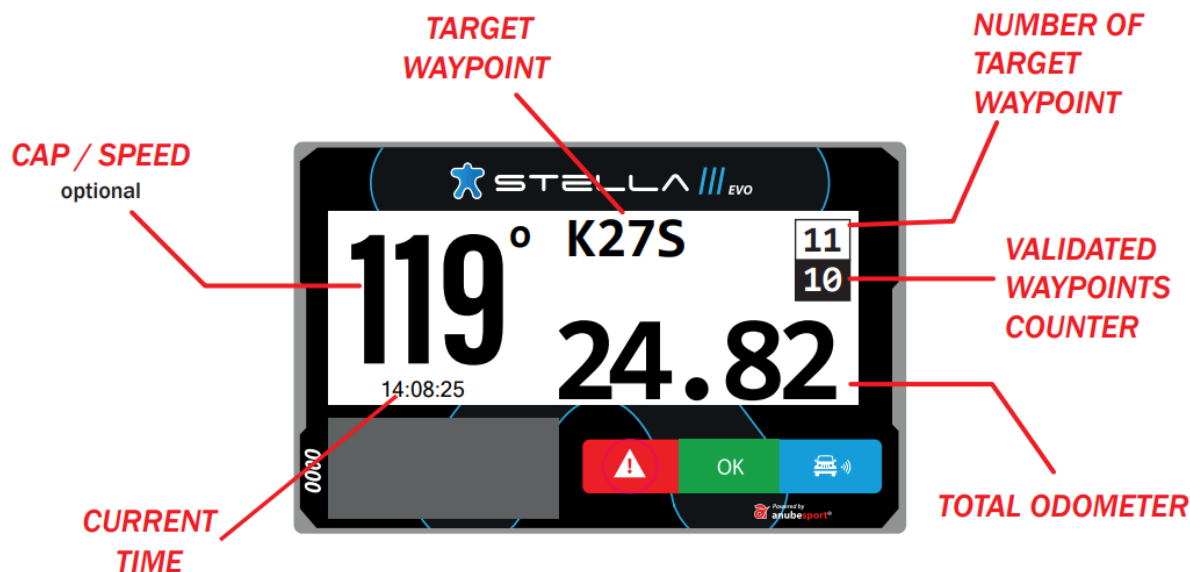 TARGET
WAYPOINT
NUMBER OF
TARGET
WAYPOINT
CAP / SPEED
optional
STELLA III EVO
119° K27S 11
10
VALIDATED
WAYPOINTS
COUNTER
24.82
14:08:25
0000
! OK
Powered by
anubesport®
CURRENT
TIME
TOTAL ODOMETER